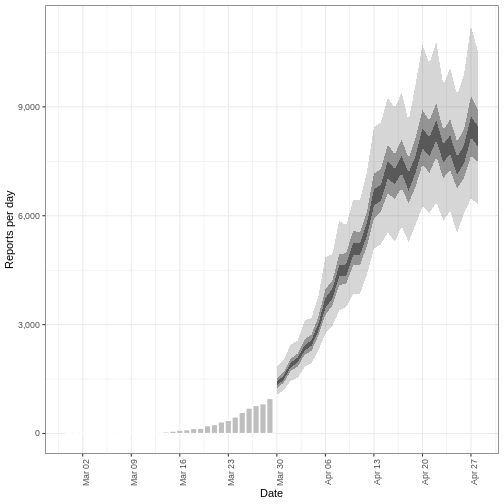 Reports per day
9,000
6,000
3,000
0
Mar 02
Mar 09
Mar 16
Mar 23
Mar 30
Apr 06
Apr 13
Apr 20
Apr 27
Date